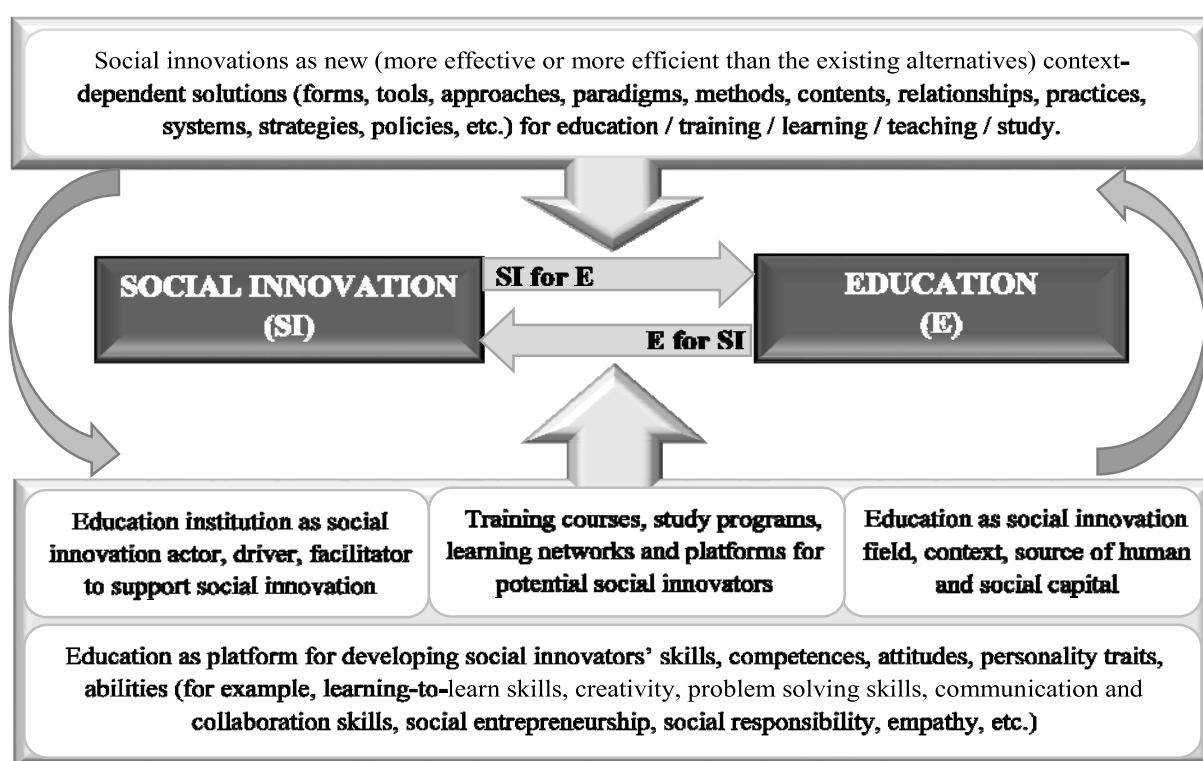 Social innovations as new (more effective or more efficient than the existing alternatives) context-
dependent solutions (forms, tools, approaches, paradigms, methods, contents, relationships, practices,
systems, strategies, policies, etc.) for education / training / learning / teaching / study.
SOCIAL INNOVATION
(SI)
SI for E
E for SI
EDUCATION
(E)
Education institution as social
innovation actor, driver, facilitator
to support social innovation
Training courses, study programs,
learning networks and platforms for
potential social innovators
Education as social innovation
field, context, source of human
and social capital
Education as platform for developing social innovators’ skills, competences, attitudes, personality traits,
abilities (for example, learning-to-learn skills, creativity, problem solving skills, communication and
collaboration skills, social entrepreneurship, social responsibility, empathy, etc.)